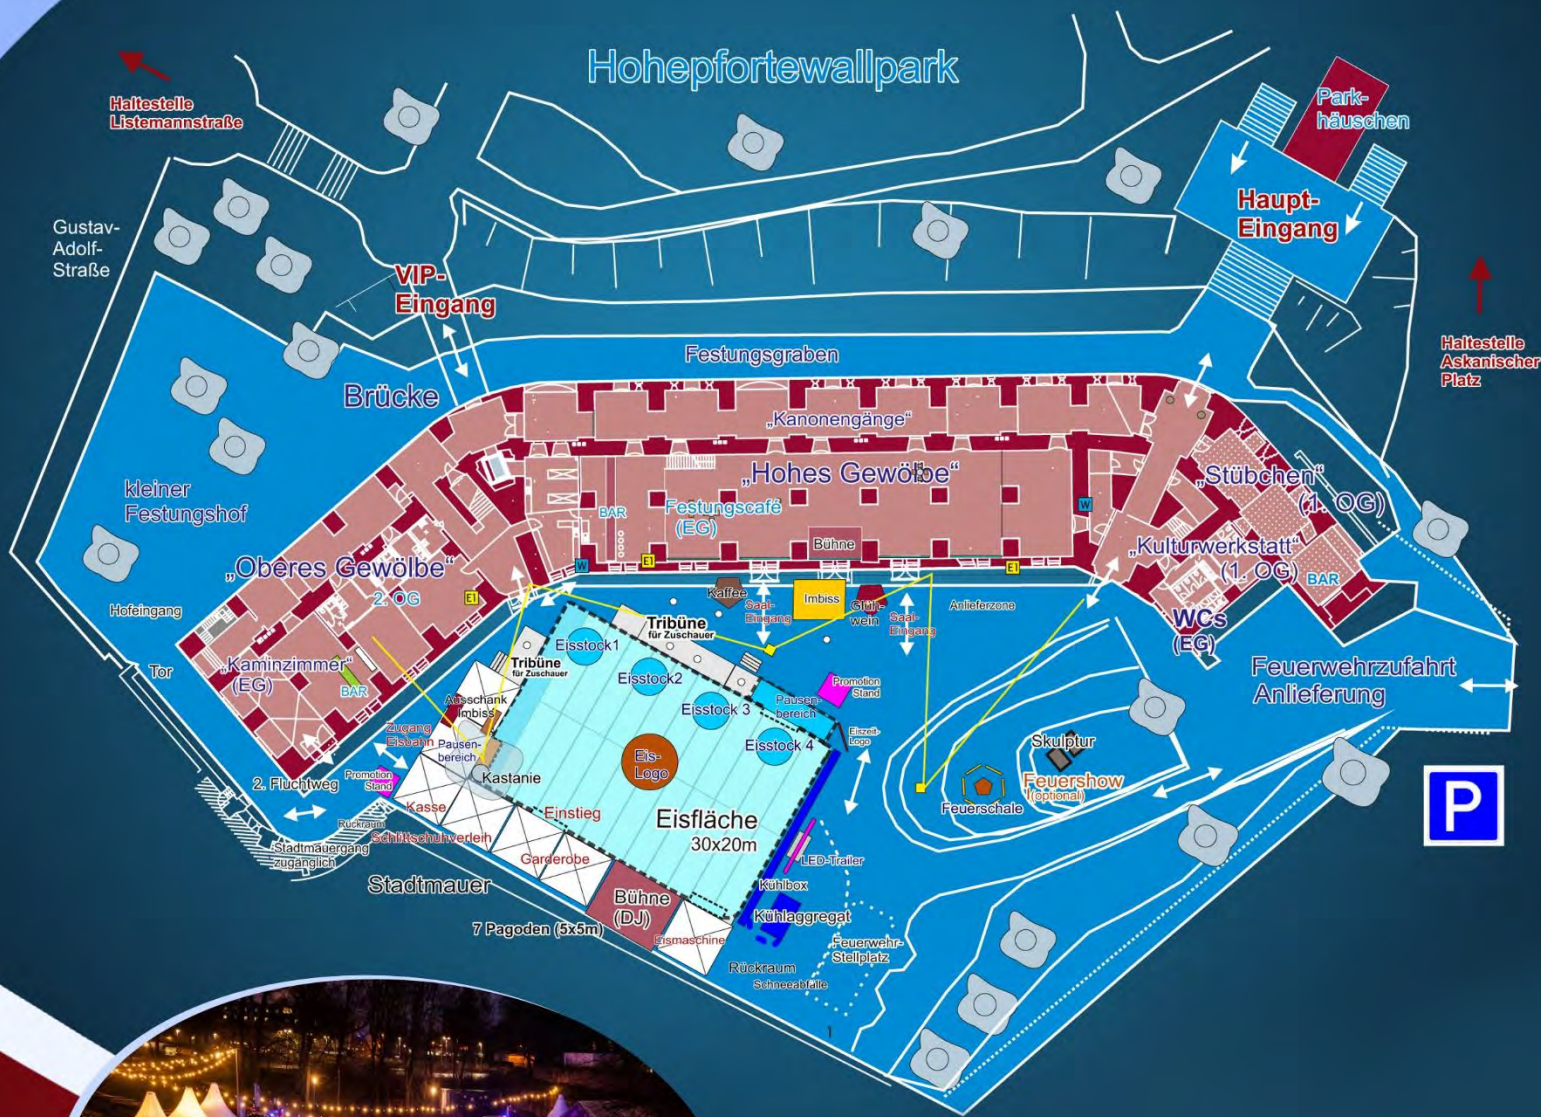 Hohepfortewallpark
Haltestelle
Listemannstraße
Park-
häuschen
Haupt-
Eingang
Gustav-
Adolf-
Straße
VIP-
Eingang
Haltestelle
Askanischer
Platz
Festungsgraben
Brücke
„Kanonengänge“
„Hohes Gewölbe“
„Stübchen“
(1. OG)
kleiner
Festungshof
BAR
Festungscafé
(EG)
W
Bühne
„Kulturwerkstatt“
(1. OG)
BAR
„Oberes Gewölbe“
2. OG
E1
W
E1
E1
Hofeingang
Kaffee
Saal-
Eingang
Imbiss
Glüh-
wein
Saal-
Eingang
Anlieferzone
WCs
(EG)
Tribüne
für Zuschauer
Eisstock1
Tribüne
für Zuschauer
Eisstock2
Tor
„Kaminzimmer“
(EG)
BAR
Feuerwehrzufahrt
Anlieferung
Promotion
Stand
Pausen-
bereich
Ausschank
Imbiss
Eisstock 3
Eisstock 4
Eiszeit-
Logo
Zugang
Eisbahn
Pausen-
bereich
Eis-
Logo
Skulptur
Feuershow
(optional)
Feuerschale
Kastanie
2. Fluchtweg
Promotion
Stand
Kasse
Einstieg
Eisfläche
30x20m
Rückraum
Schlittschuhverleih
Stadtmauergang
zugänglich
Garderobe
LED-Trailer
Stadtmauer
Kühlbox
Bühne
(DJ)
Kühlaggregat
7 Pagoden (5x5m)
Eismaschine
Feuerwehr-
Stellplatz
Rückraum
Schneeabfälle
1
P